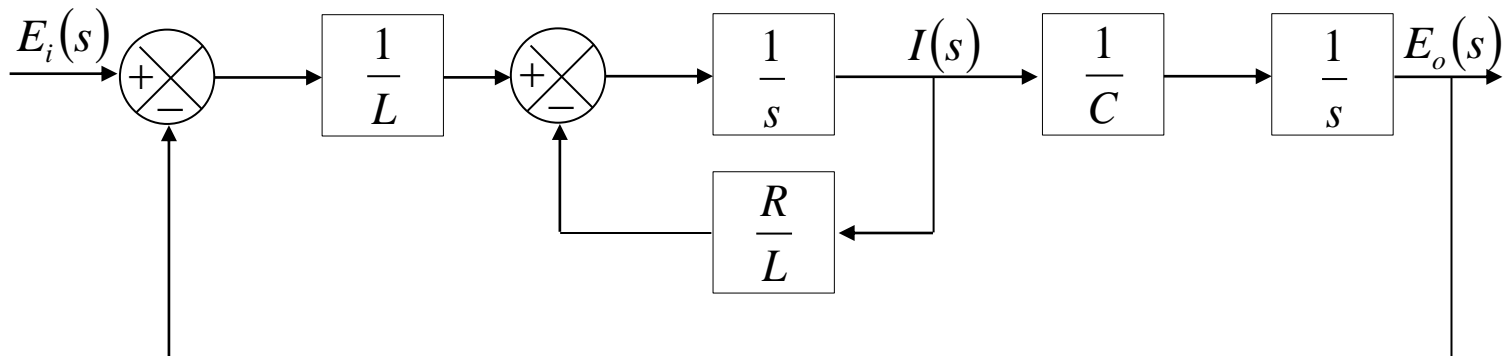 E_i(s) + − 1/L + − 1/s I(s) 1/C 1/s E_o(s)
R/L